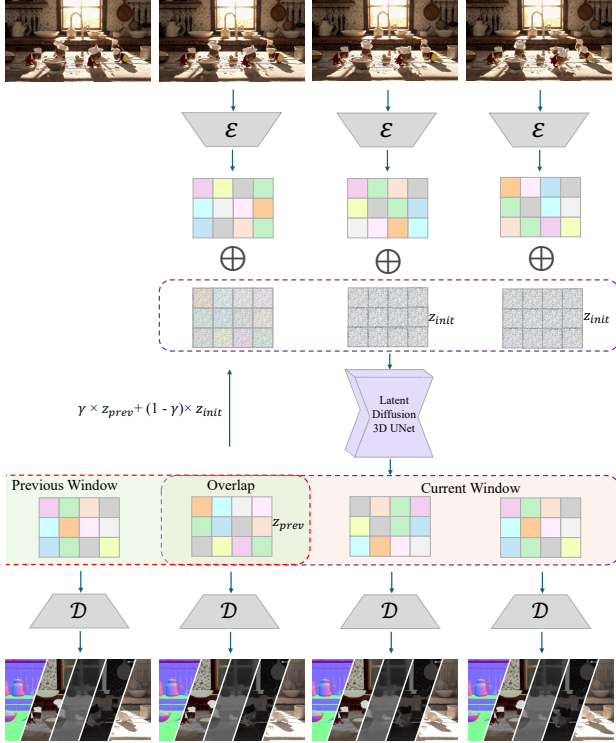 ℰ ℰ ℰ
z_init z_init
γ × z_prev + (1 - γ) × z_init
Latent
Diffusion
3D UNet
Previous Window Overlap Current Window
z_prev
𝒟 𝒟 𝒟 𝒟